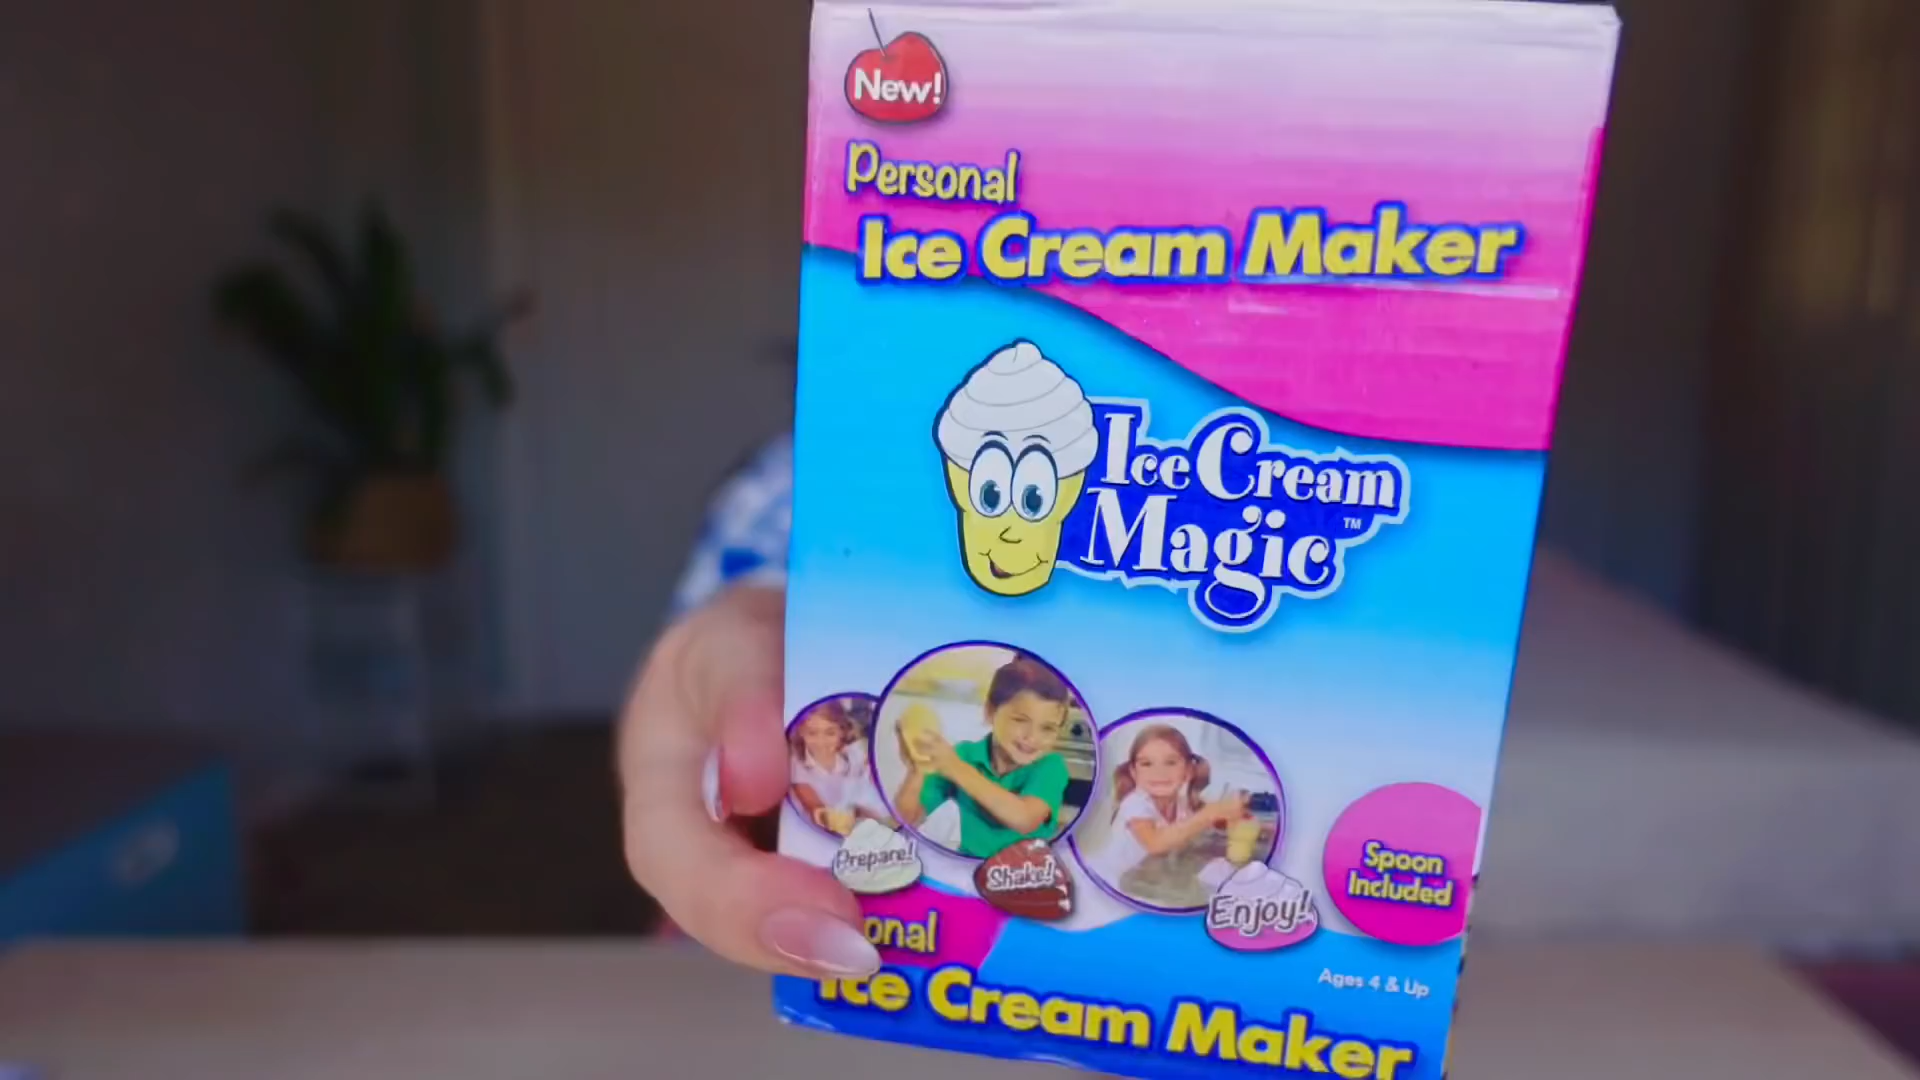 New!
Personal
Ice Cream Maker
Ice Cream
Magic™
Prepare!
Shake!
Enjoy!
Spoon
Included
onal
Ages 4 & Up
Ice Cream Maker